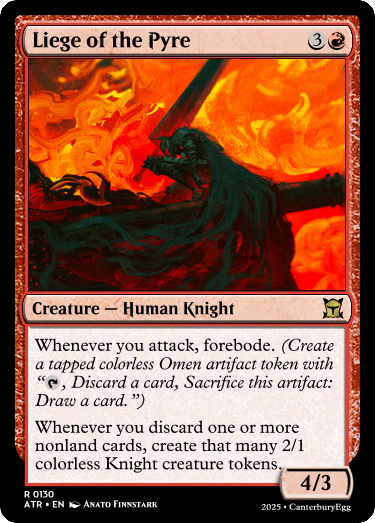 Liege of the Pyre 3
Creature — Human Knight
Whenever you attack, forebode. (Create
a tapped colorless Omen artifact token with
“, Discard a card, Sacrifice this artifact:
Draw a card.”)
Whenever you discard one or more
nonland cards, create that many 2/1
colorless Knight creature tokens.
4/3
R 0130
ATR • EN Anato Finnstark
2025 • CanterburyEgg